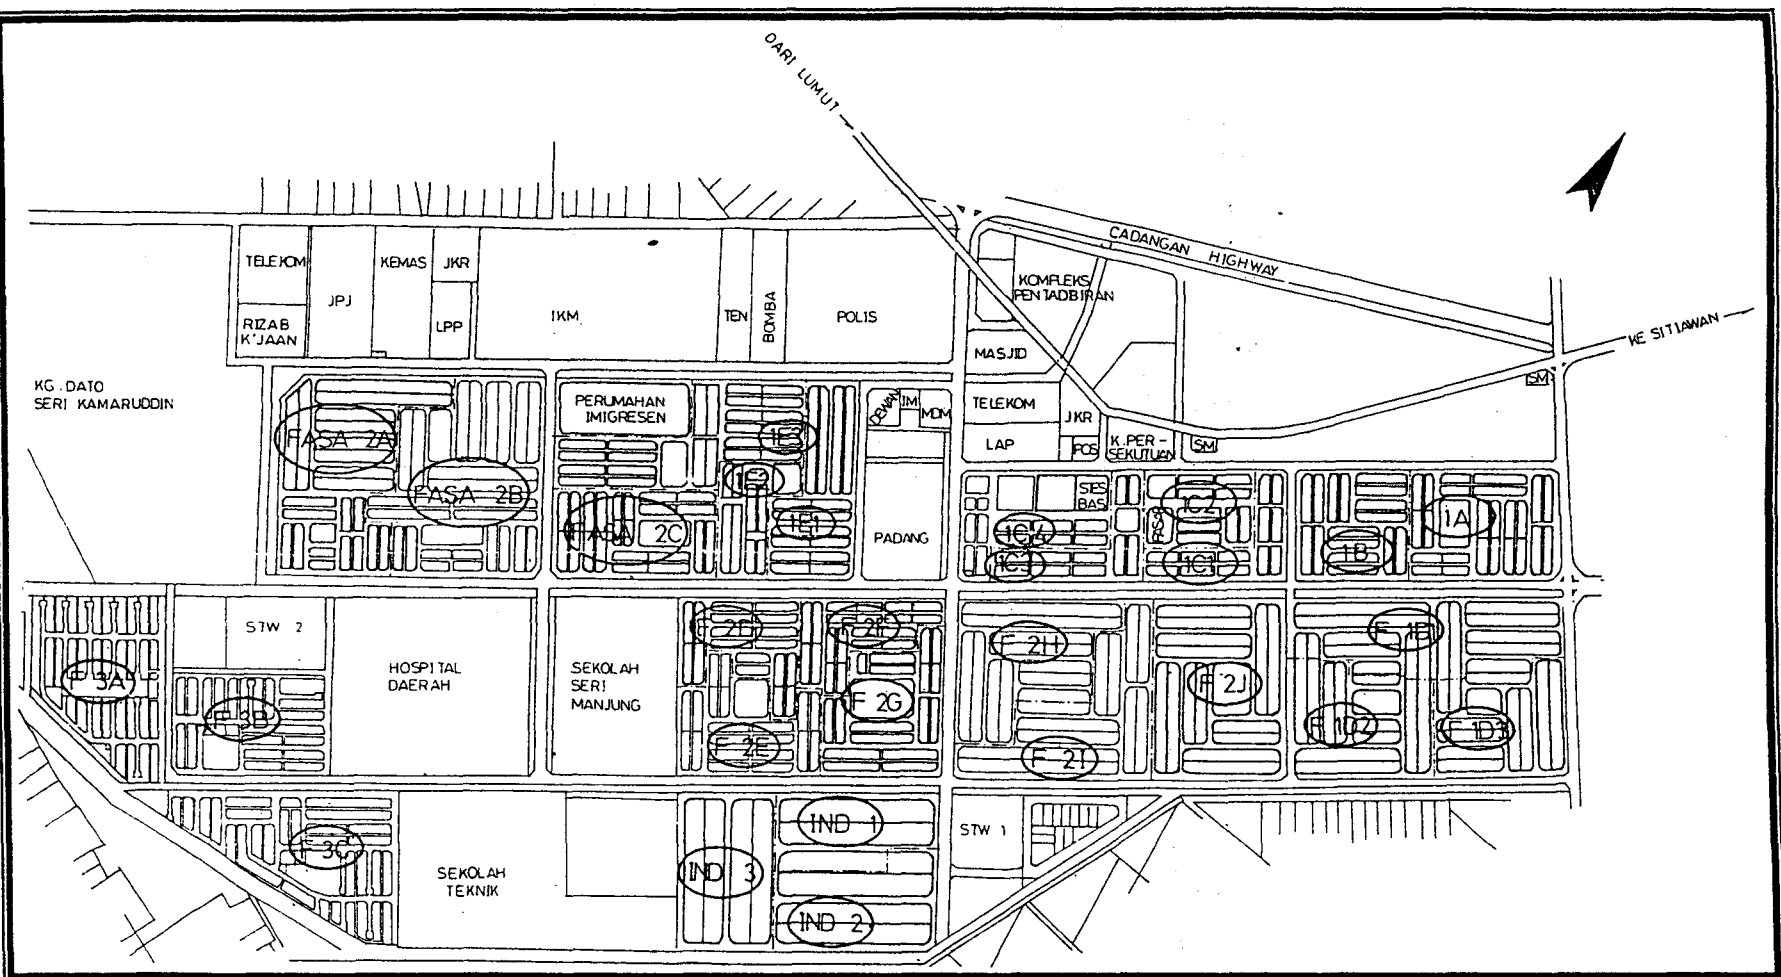 DARI LUMUT
CADANGAN HIGHWAY
KE SITIAWAN
TELEKOM
RIZAB
K'JAAN
JPJ
KEMAS
JKR
LPP
IKM
TEN
BOMBA
POLIS
KOMPLEKS
PENTADBIRAN
MASJID
TELEKOM
LAP
JKR
POS
K. PER-
SEKUTUAN
SM
SM
KG. DATO
SERI KAMARUDDIN
FASA 2A
FASA 2B
PERUMAHAN
IMIGRESEN
FASA 2C
1E3
1E2
1E1
DEWAN
IM
MDM
PADANG
STES
BAS
1C4
1C3
FASA
1C2
1C1
1B
1A
STW 2
F 3A
F 3B
HOSPITAL
DAERAH
SEKOLAH
SERI
MANJUNG
F 2D
F 2F
F 2G
F 2E
F 2H
F 2I
F 2J
F 1D1
F 1D2
F 1D3
F 3C
SEKOLAH
TEKNIK
IND 1
IND 3
IND 2
STW 1